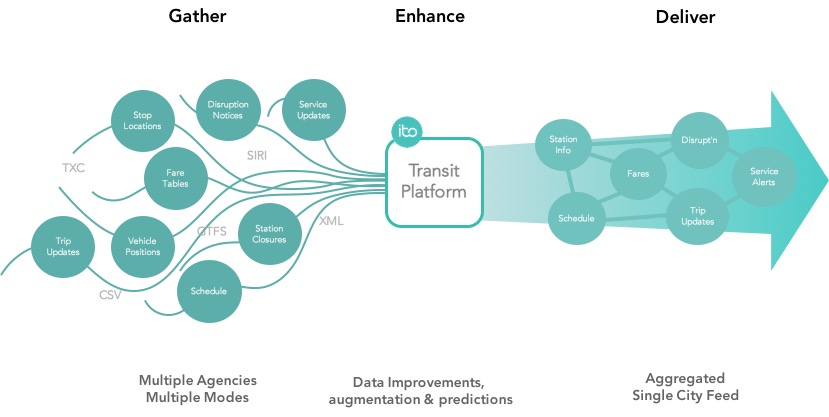 Gather
Enhance
Deliver
Stop
Locations
Disruption
Notices
Service
Updates
TXC
SIRI
Fare
Tables
Trip
Updates
Vehicle
Positions
GTFS
Station
Closures
XML
CSV
Schedule
ito
Transit
Platform
Station
Info
Disrupt'n
Fares
Service
Alerts
Schedule
Trip
Updates
Multiple Agencies
Multiple Modes
Data Improvements,
augmentation & predictions
Aggregated
Single City Feed